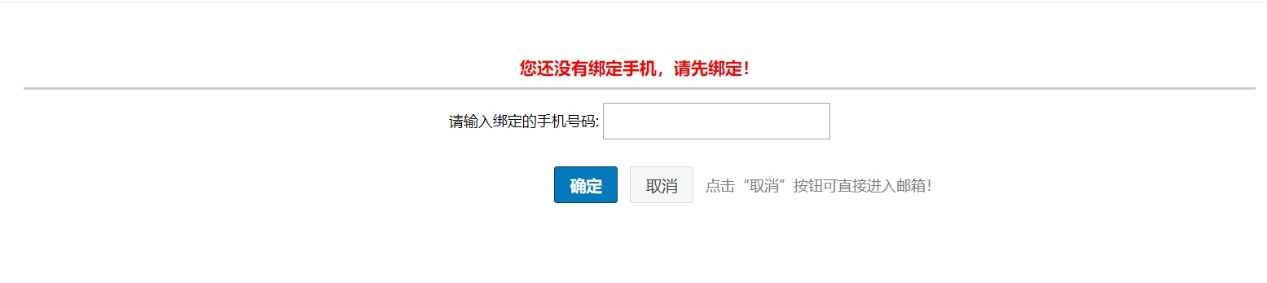 您还没有绑定手机，请先绑定！
请输入绑定的手机号码:
确定 取消 点击“取消”按钮可直接进入邮箱！